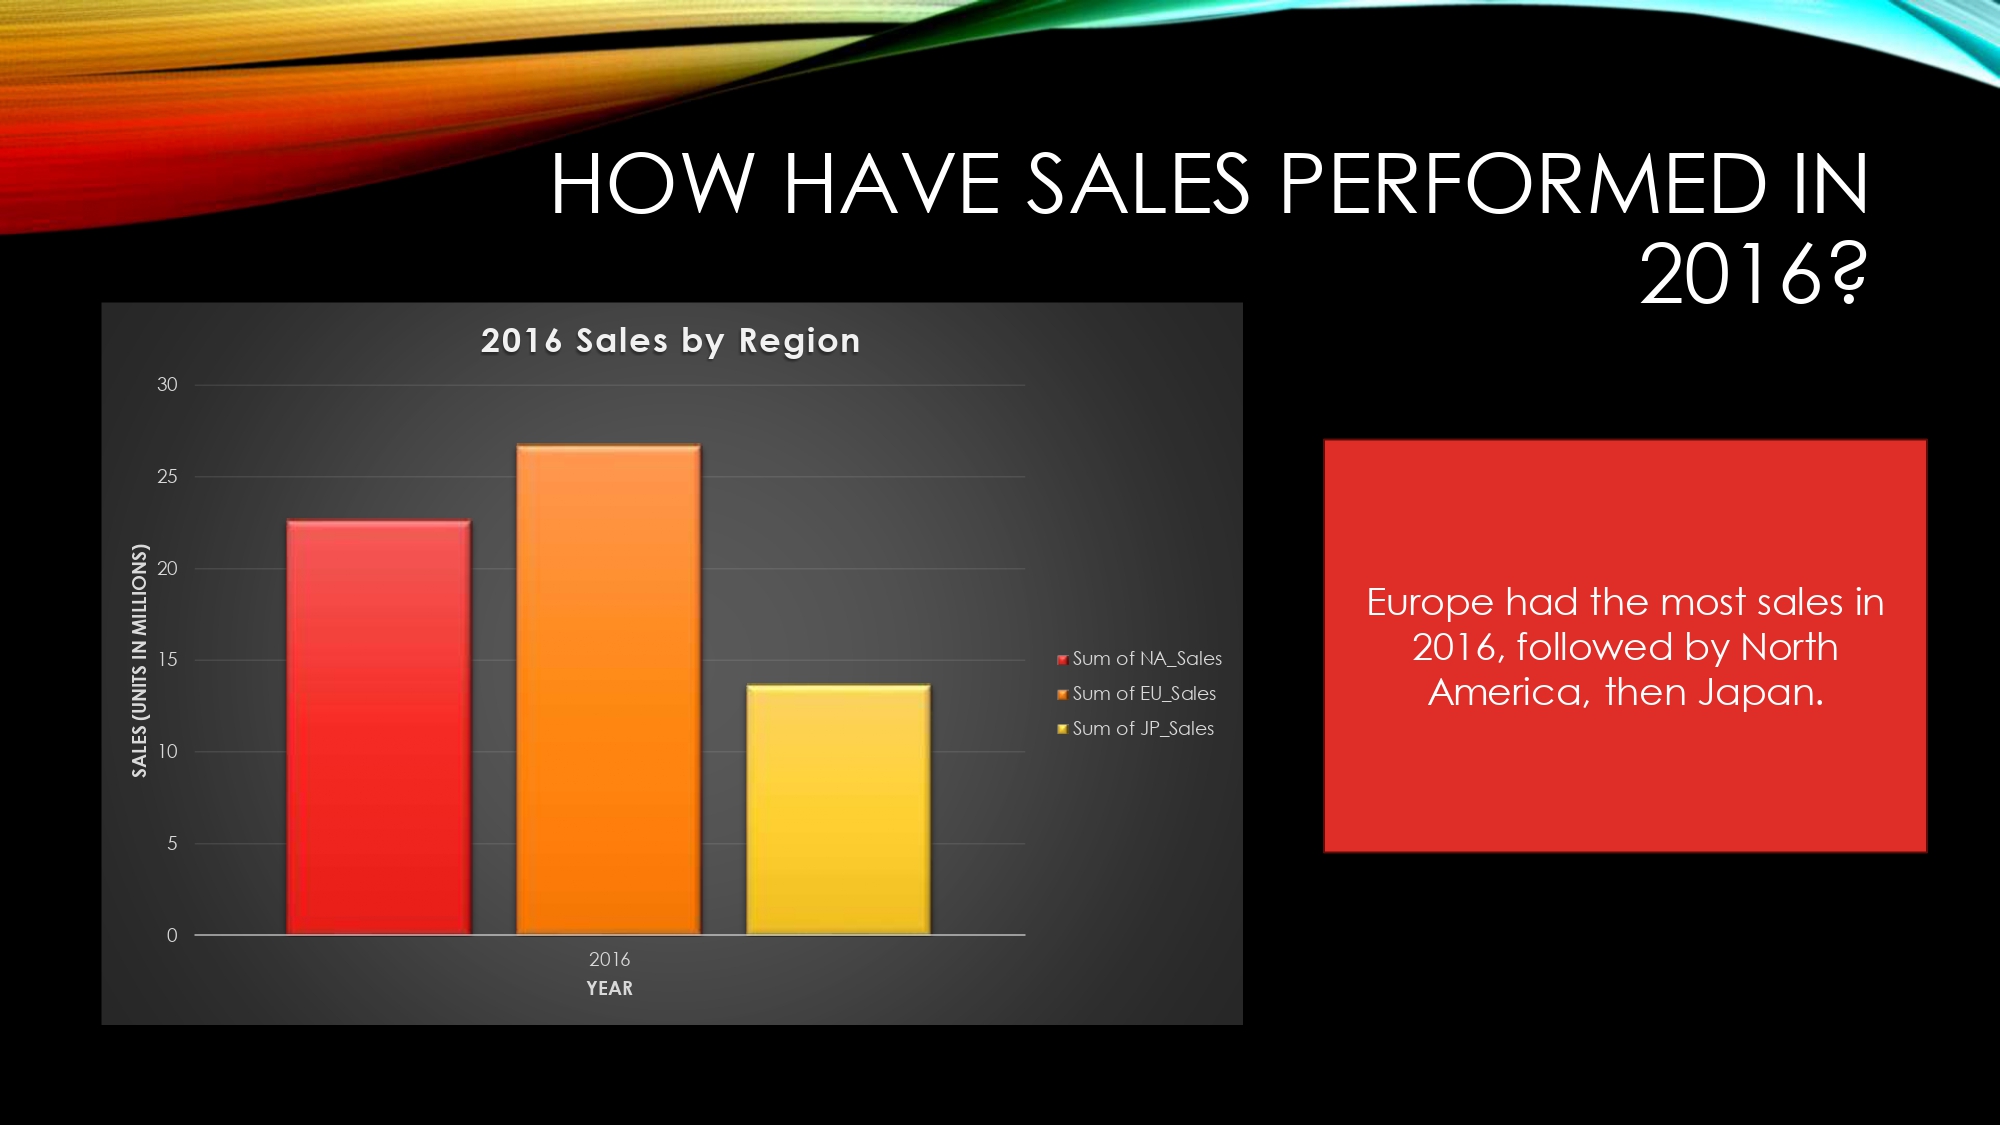 HOW HAVE SALES PERFORMED IN
2016?
2016 Sales by Region
30
25
20
15
10
5
0
SALES (UNITS IN MILLIONS)
2016
YEAR
Sum of NA_Sales
Sum of EU_Sales
Sum of JP_Sales
Europe had the most sales in
2016, followed by North
America, then Japan.